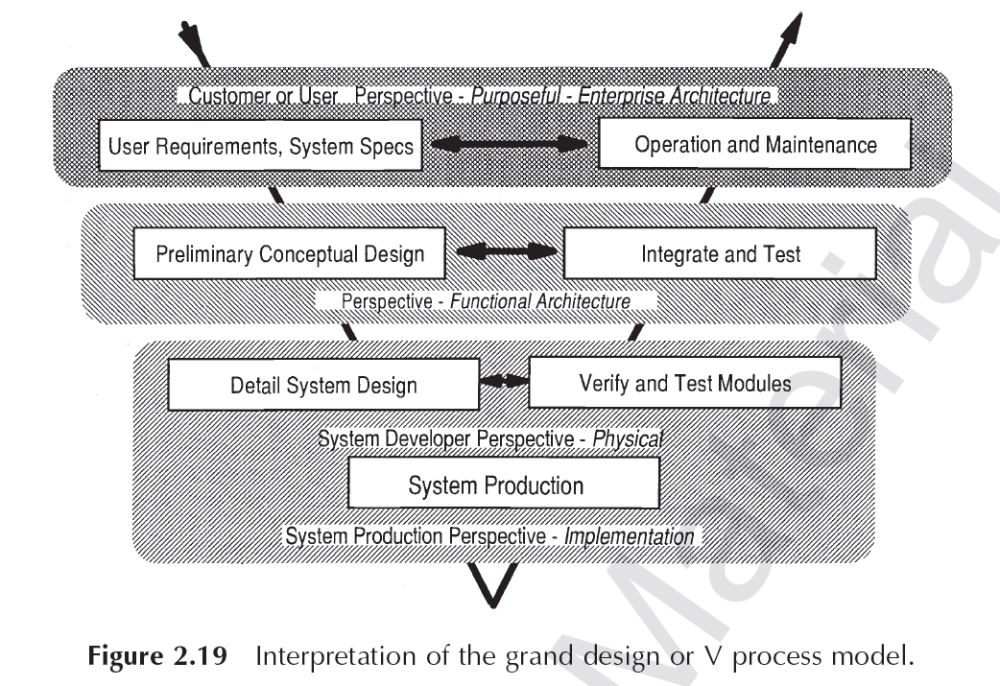 Customer or User Perspective - Purposeful - Enterprise Architecture
User Requirements, System Specs
Operation and Maintenance
Preliminary Conceptual Design
Integrate and Test
Perspective - Functional Architecture
Detail System Design
Verify and Test Modules
System Developer Perspective - Physical
System Production
System Production Perspective - Implementation
Figure 2.19 Interpretation of the grand design or V process model.
Material